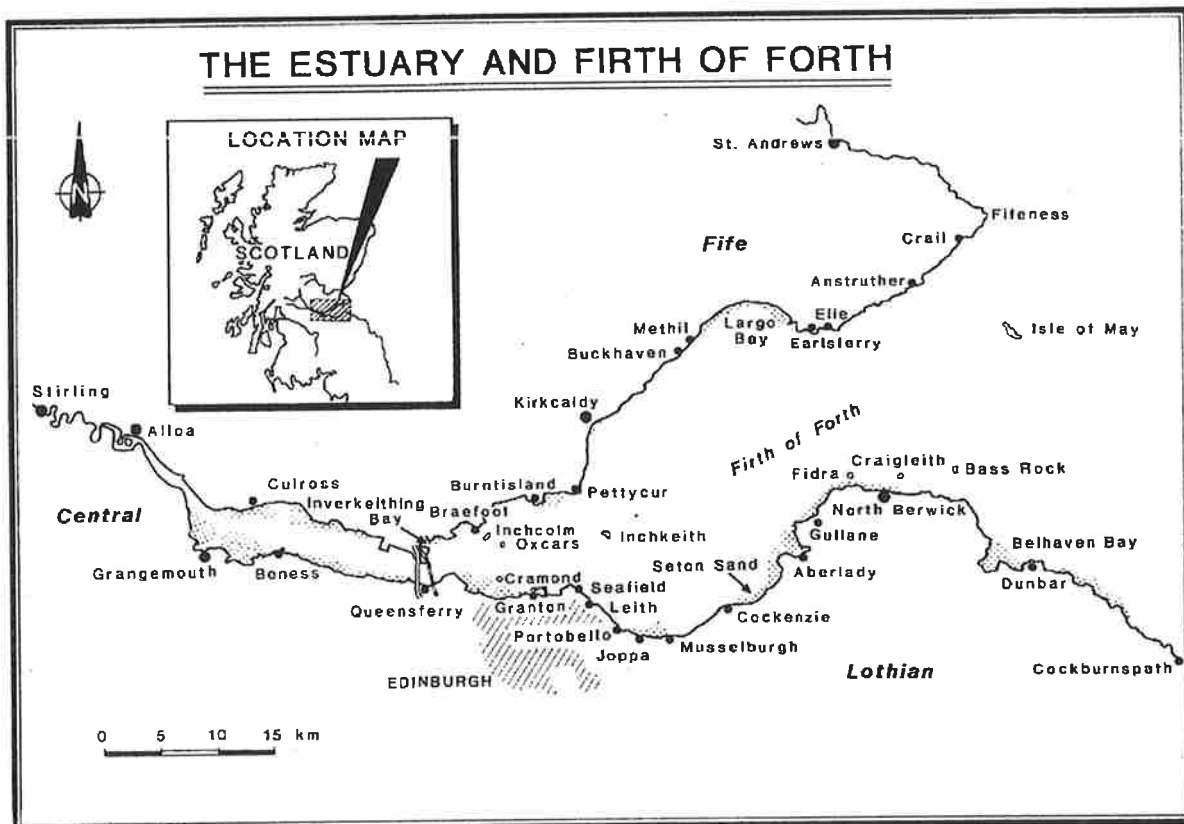 THE ESTUARY AND FIRTH OF FORTH
LOCATION MAP
SCOTLAND
N
St. Andrews
Fifeness
Fife
Crail
Anstruther
Elie
Largo
Bay
Earlsferry
Methil
Buckhaven
Isle of May
Stirling
Alloa
Kirkcaldy
Firth of Forth
Craigleith
Fidra
Bass Rock
Culross
Burntisland
Pettycur
Inverkeithing
Bay
Braefoot
North Berwick
Central
Inchcolm
Oxcars
Inchkeith
Gullane
Belhaven Bay
Seton Sand
Grangemouth
Boness
Cramond
Seafield
Aberlady
Dunbar
Queensferry
Granton
Leith
Cockenzie
Portobello
Joppa
Musselburgh
EDINBURGH
Lothian
Cockburnspath
0 5 10 15 km